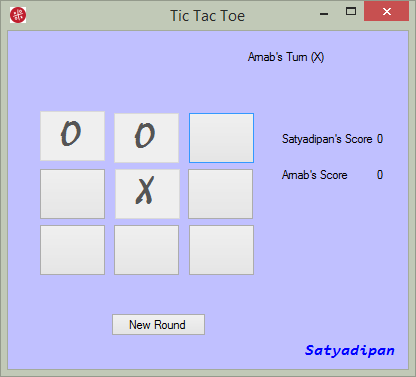 Tic Tac Toe
Arnab's Turn (X)
O O
Satyadipan's Score 0
X
Arnab's Score 0
New Round
Satyadipan